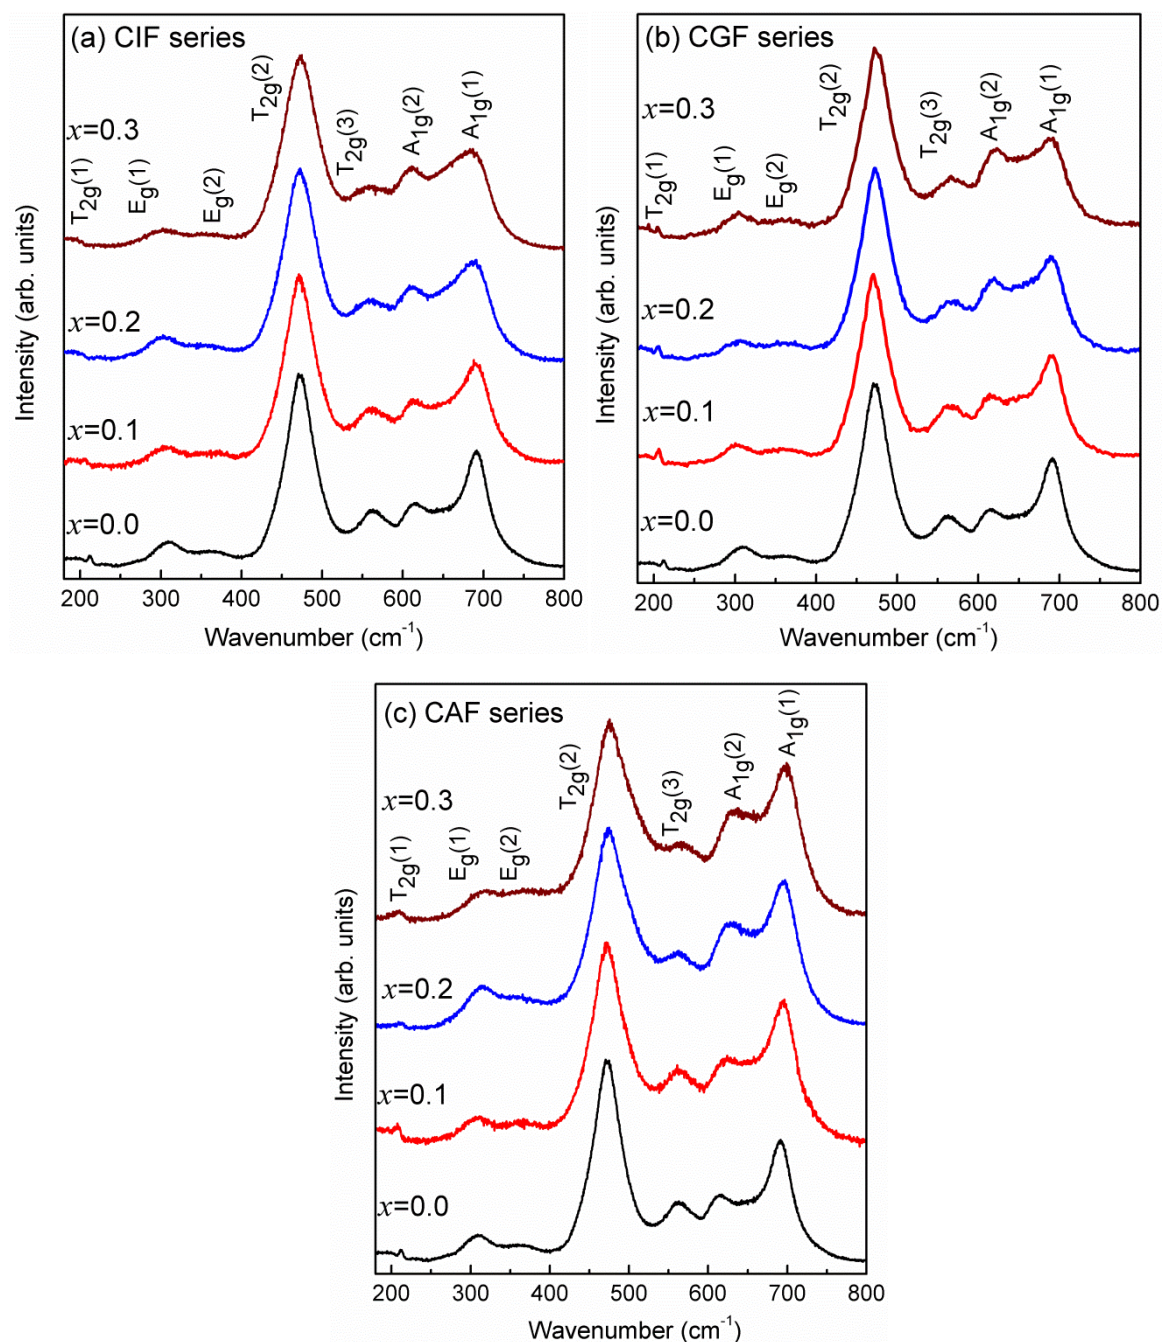 (a) CIF series
T2g(2)
T2g(3)
A1g(2)
A1g(1)
x=0.3
T2g(1)
Eg(1)
Eg(2)
x=0.2
x=0.1
x=0.0
Intensity (arb. units)
200 300 400 500 600 700 800
Wavenumber (cm-1)
(b) CGF series
T2g(2)
T2g(3)
A1g(2)
A1g(1)
x=0.3
T2g(1)
Eg(1)
Eg(2)
x=0.2
x=0.1
x=0.0
Intensity (arb. units)
200 300 400 500 600 700 800
Wavenumber (cm-1)
(c) CAF series
T2g(2)
T2g(3)
A1g(2)
A1g(1)
x=0.3
T2g(1)
Eg(1)
Eg(2)
x=0.2
x=0.1
x=0.0
Intensity (arb. units)
200 300 400 500 600 700 800
Wavenumber (cm-1)